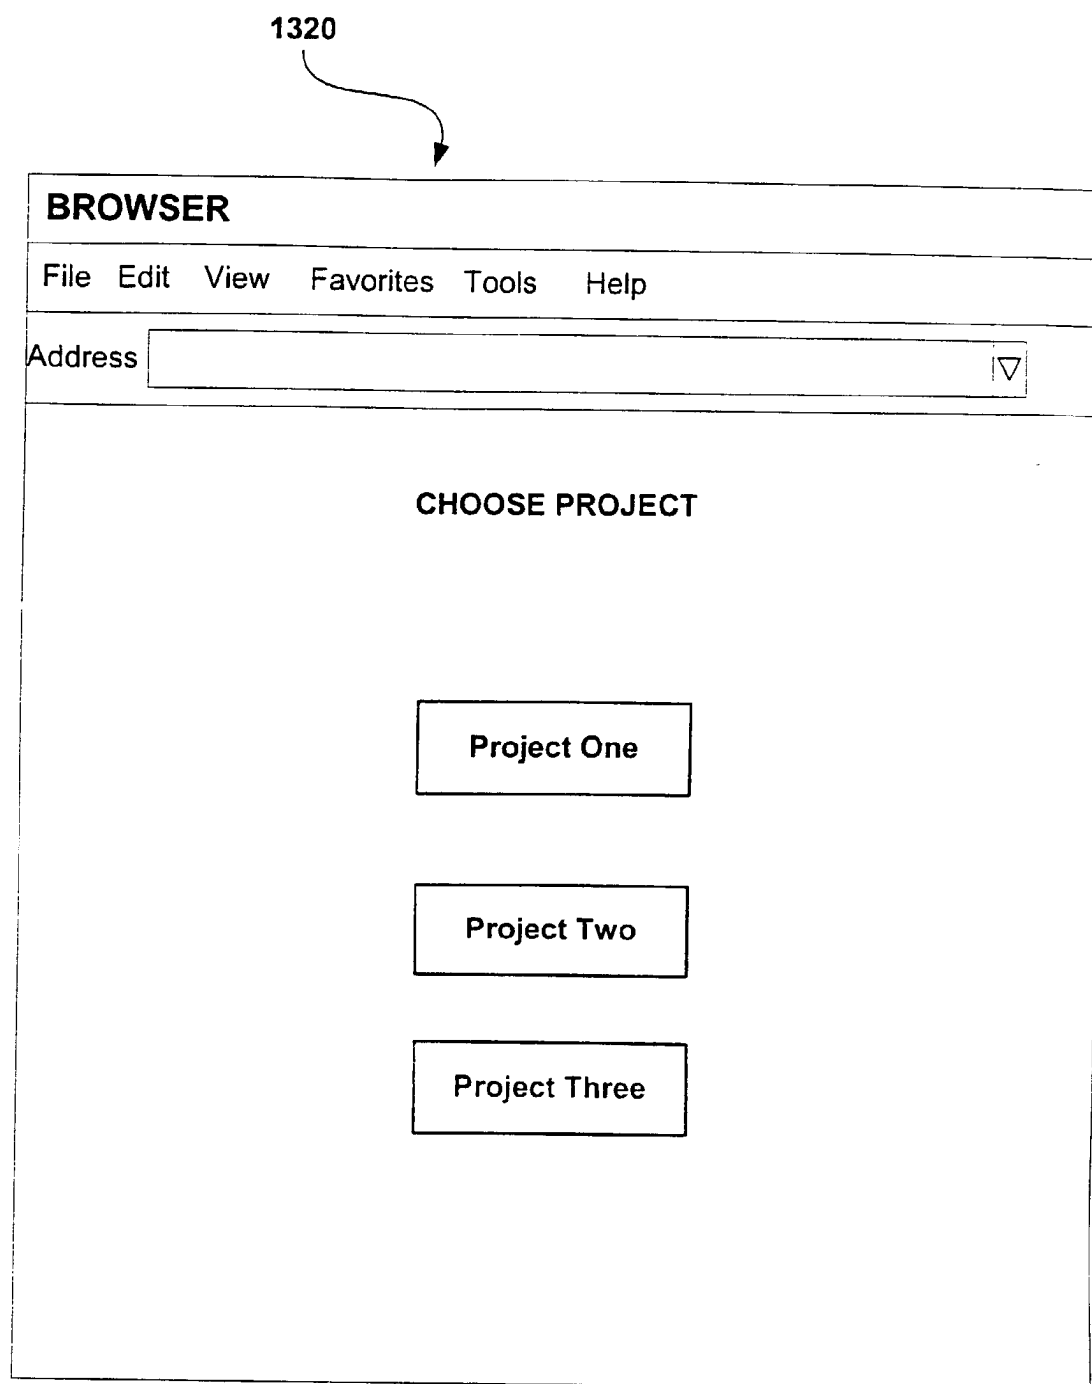 1320
BROWSER
File Edit View Favorites Tools Help
Address
CHOOSE PROJECT
Project One
Project Two
Project Three